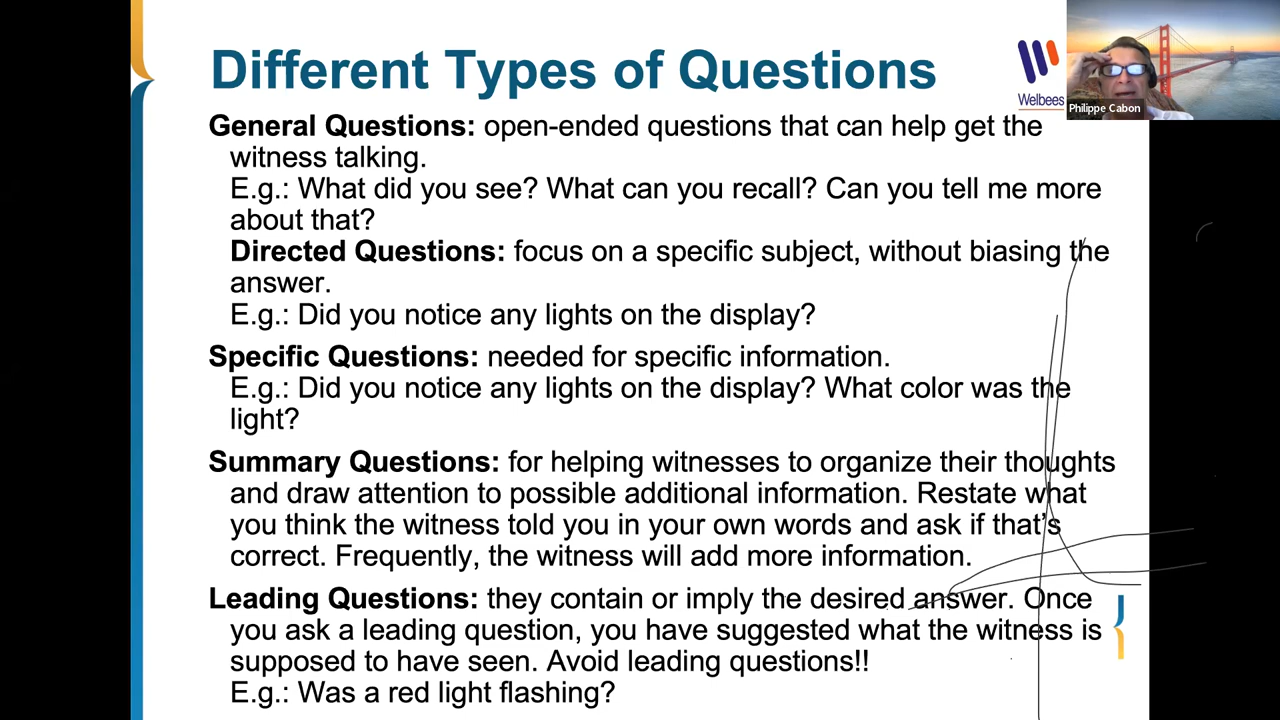 Different Types of Questions
Welbees
Philippe Cabon
General Questions: open-ended questions that can help get the
witness talking.
E.g.: What did you see? What can you recall? Can you tell me more
about that?
Directed Questions: focus on a specific subject, without biasing the
answer.
E.g.: Did you notice any lights on the display?
Specific Questions: needed for specific information.
E.g.: Did you notice any lights on the display? What color was the
light?
Summary Questions: for helping witnesses to organize their thoughts
and draw attention to possible additional information. Restate what
you think the witness told you in your own words and ask if that’s
correct. Frequently, the witness will add more information.
Leading Questions: they contain or imply the desired answer. Once
you ask a leading question, you have suggested what the witness is
supposed to have seen. Avoid leading questions!!
E.g.: Was a red light flashing?